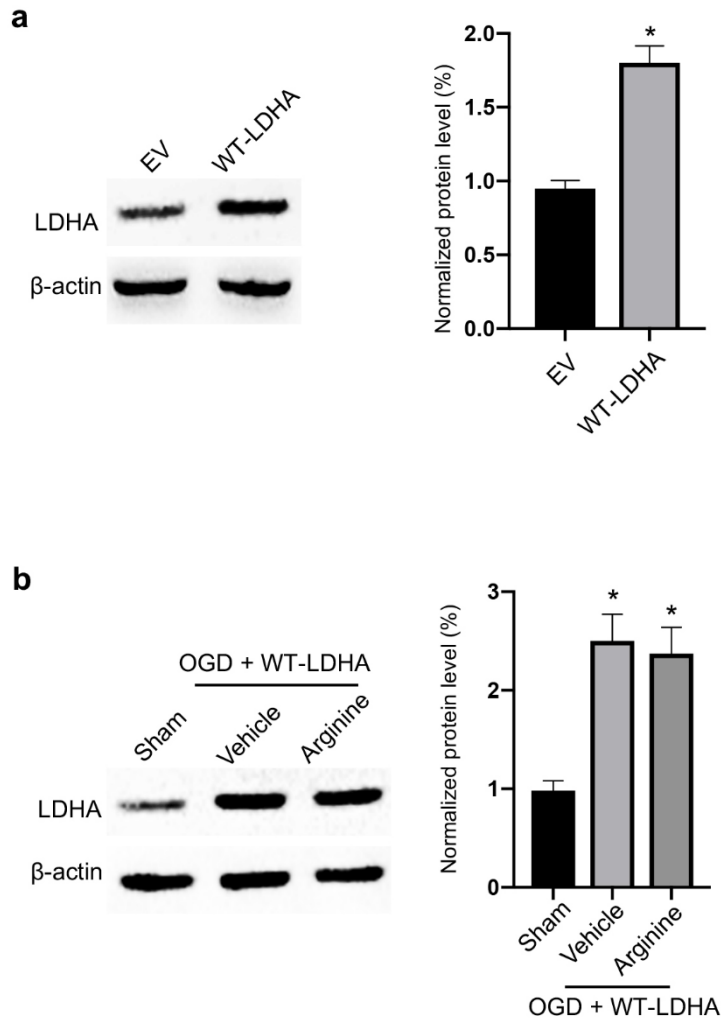 a
EV
WT-LDHA
LDHA
β-actin
Normalized protein level (%)
2.0
1.5
1.0
0.5
0.0
*
EV
WT-LDHA
b
OGD + WT-LDHA
Sham
Vehicle
Arginine
LDHA
β-actin
Normalized protein level (%)
3
2
1
0
*
*
Sham
Vehicle
Arginine
OGD + WT-LDHA